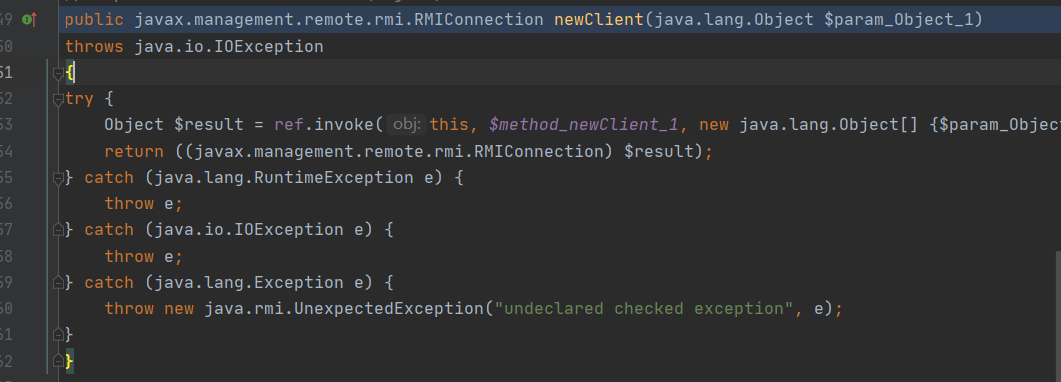 49 public javax.management.remote.rmi.RMIConnection newClient(java.lang.Object $param_Object_1)
50 throws java.io.IOException
51 {
52 try {
53 Object $result = ref.invoke( obj: this, $method_newClient_1, new java.lang.Object[] {$param_Objec
54 return ((javax.management.remote.rmi.RMIConnection) $result);
55 } catch (java.lang.RuntimeException e) {
56 throw e;
57 } catch (java.io.IOException e) {
58 throw e;
59 } catch (java.lang.Exception e) {
60 throw new java.rmi.UnexpectedException("undeclared checked exception", e);
61 }
62 }